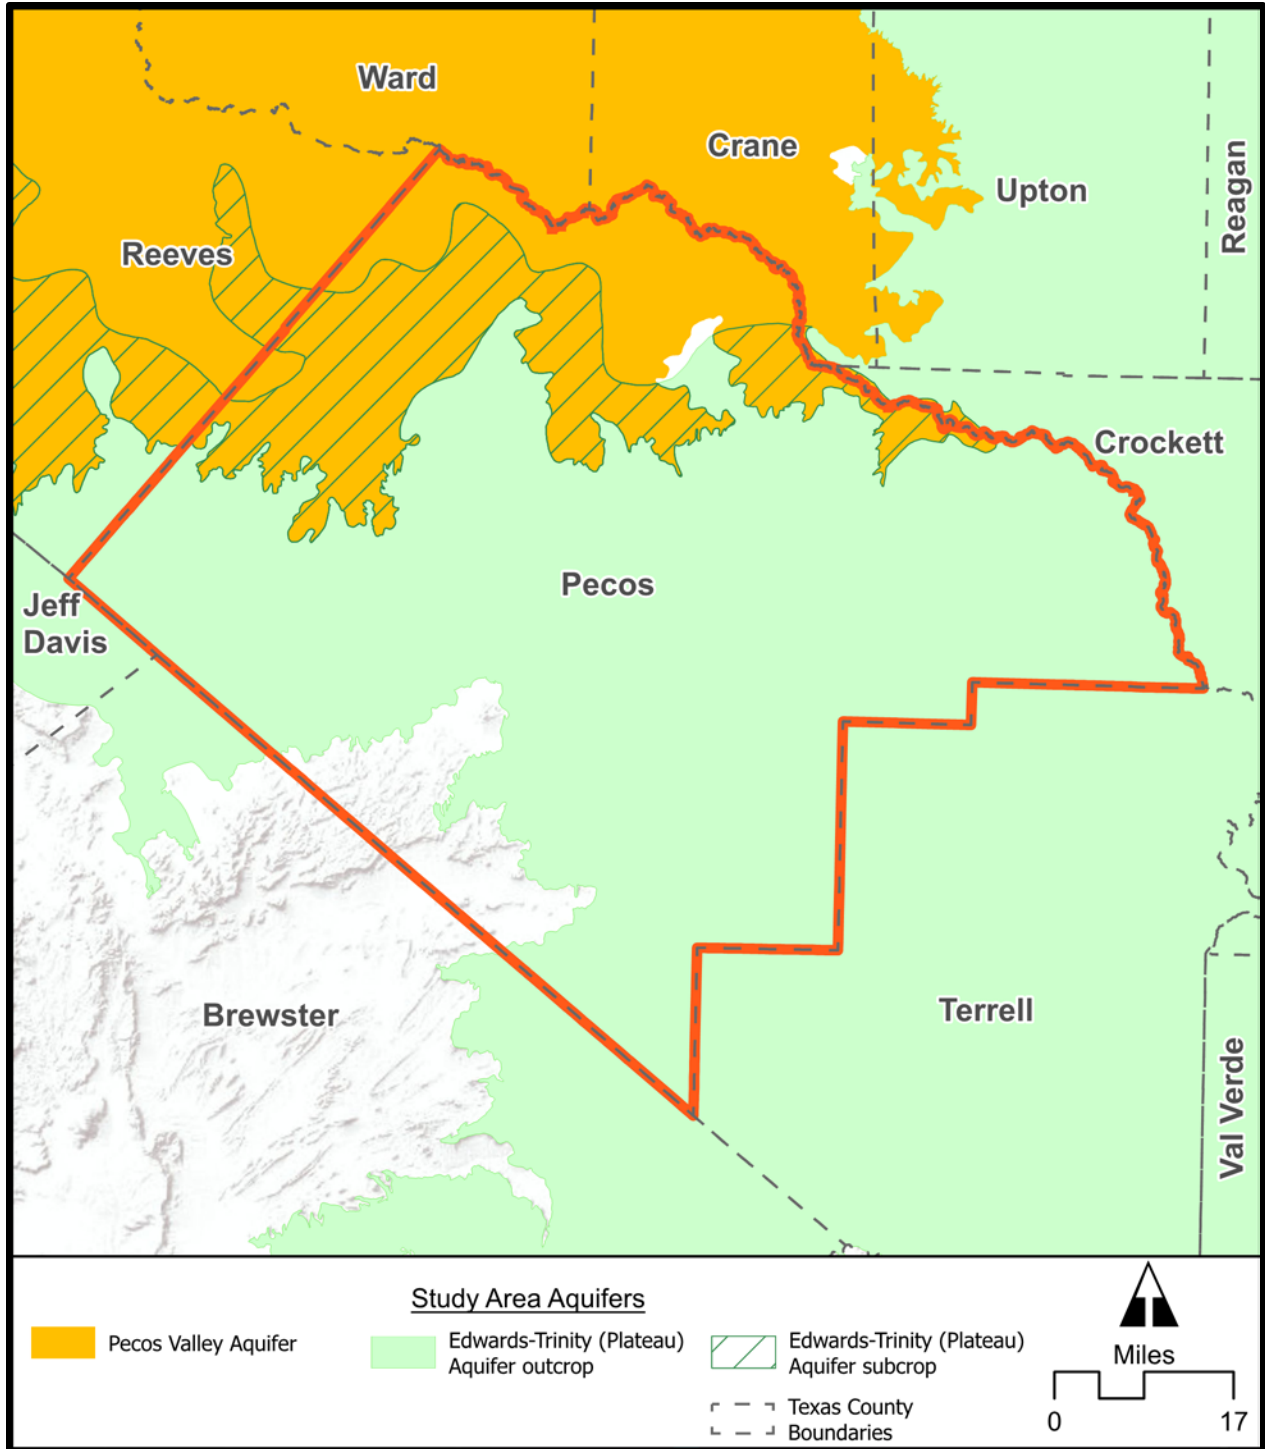 Ward
Crane
Upton
Reagan
Reeves
Crockett
Pecos
Jeff
Davis
Brewster
Terrell
Val Verde
Study Area Aquifers
Pecos Valley Aquifer
Edwards-Trinity (Plateau)
Aquifer outcrop
Edwards-Trinity (Plateau)
Aquifer subcrop
Texas County
Boundaries
Miles
0 17